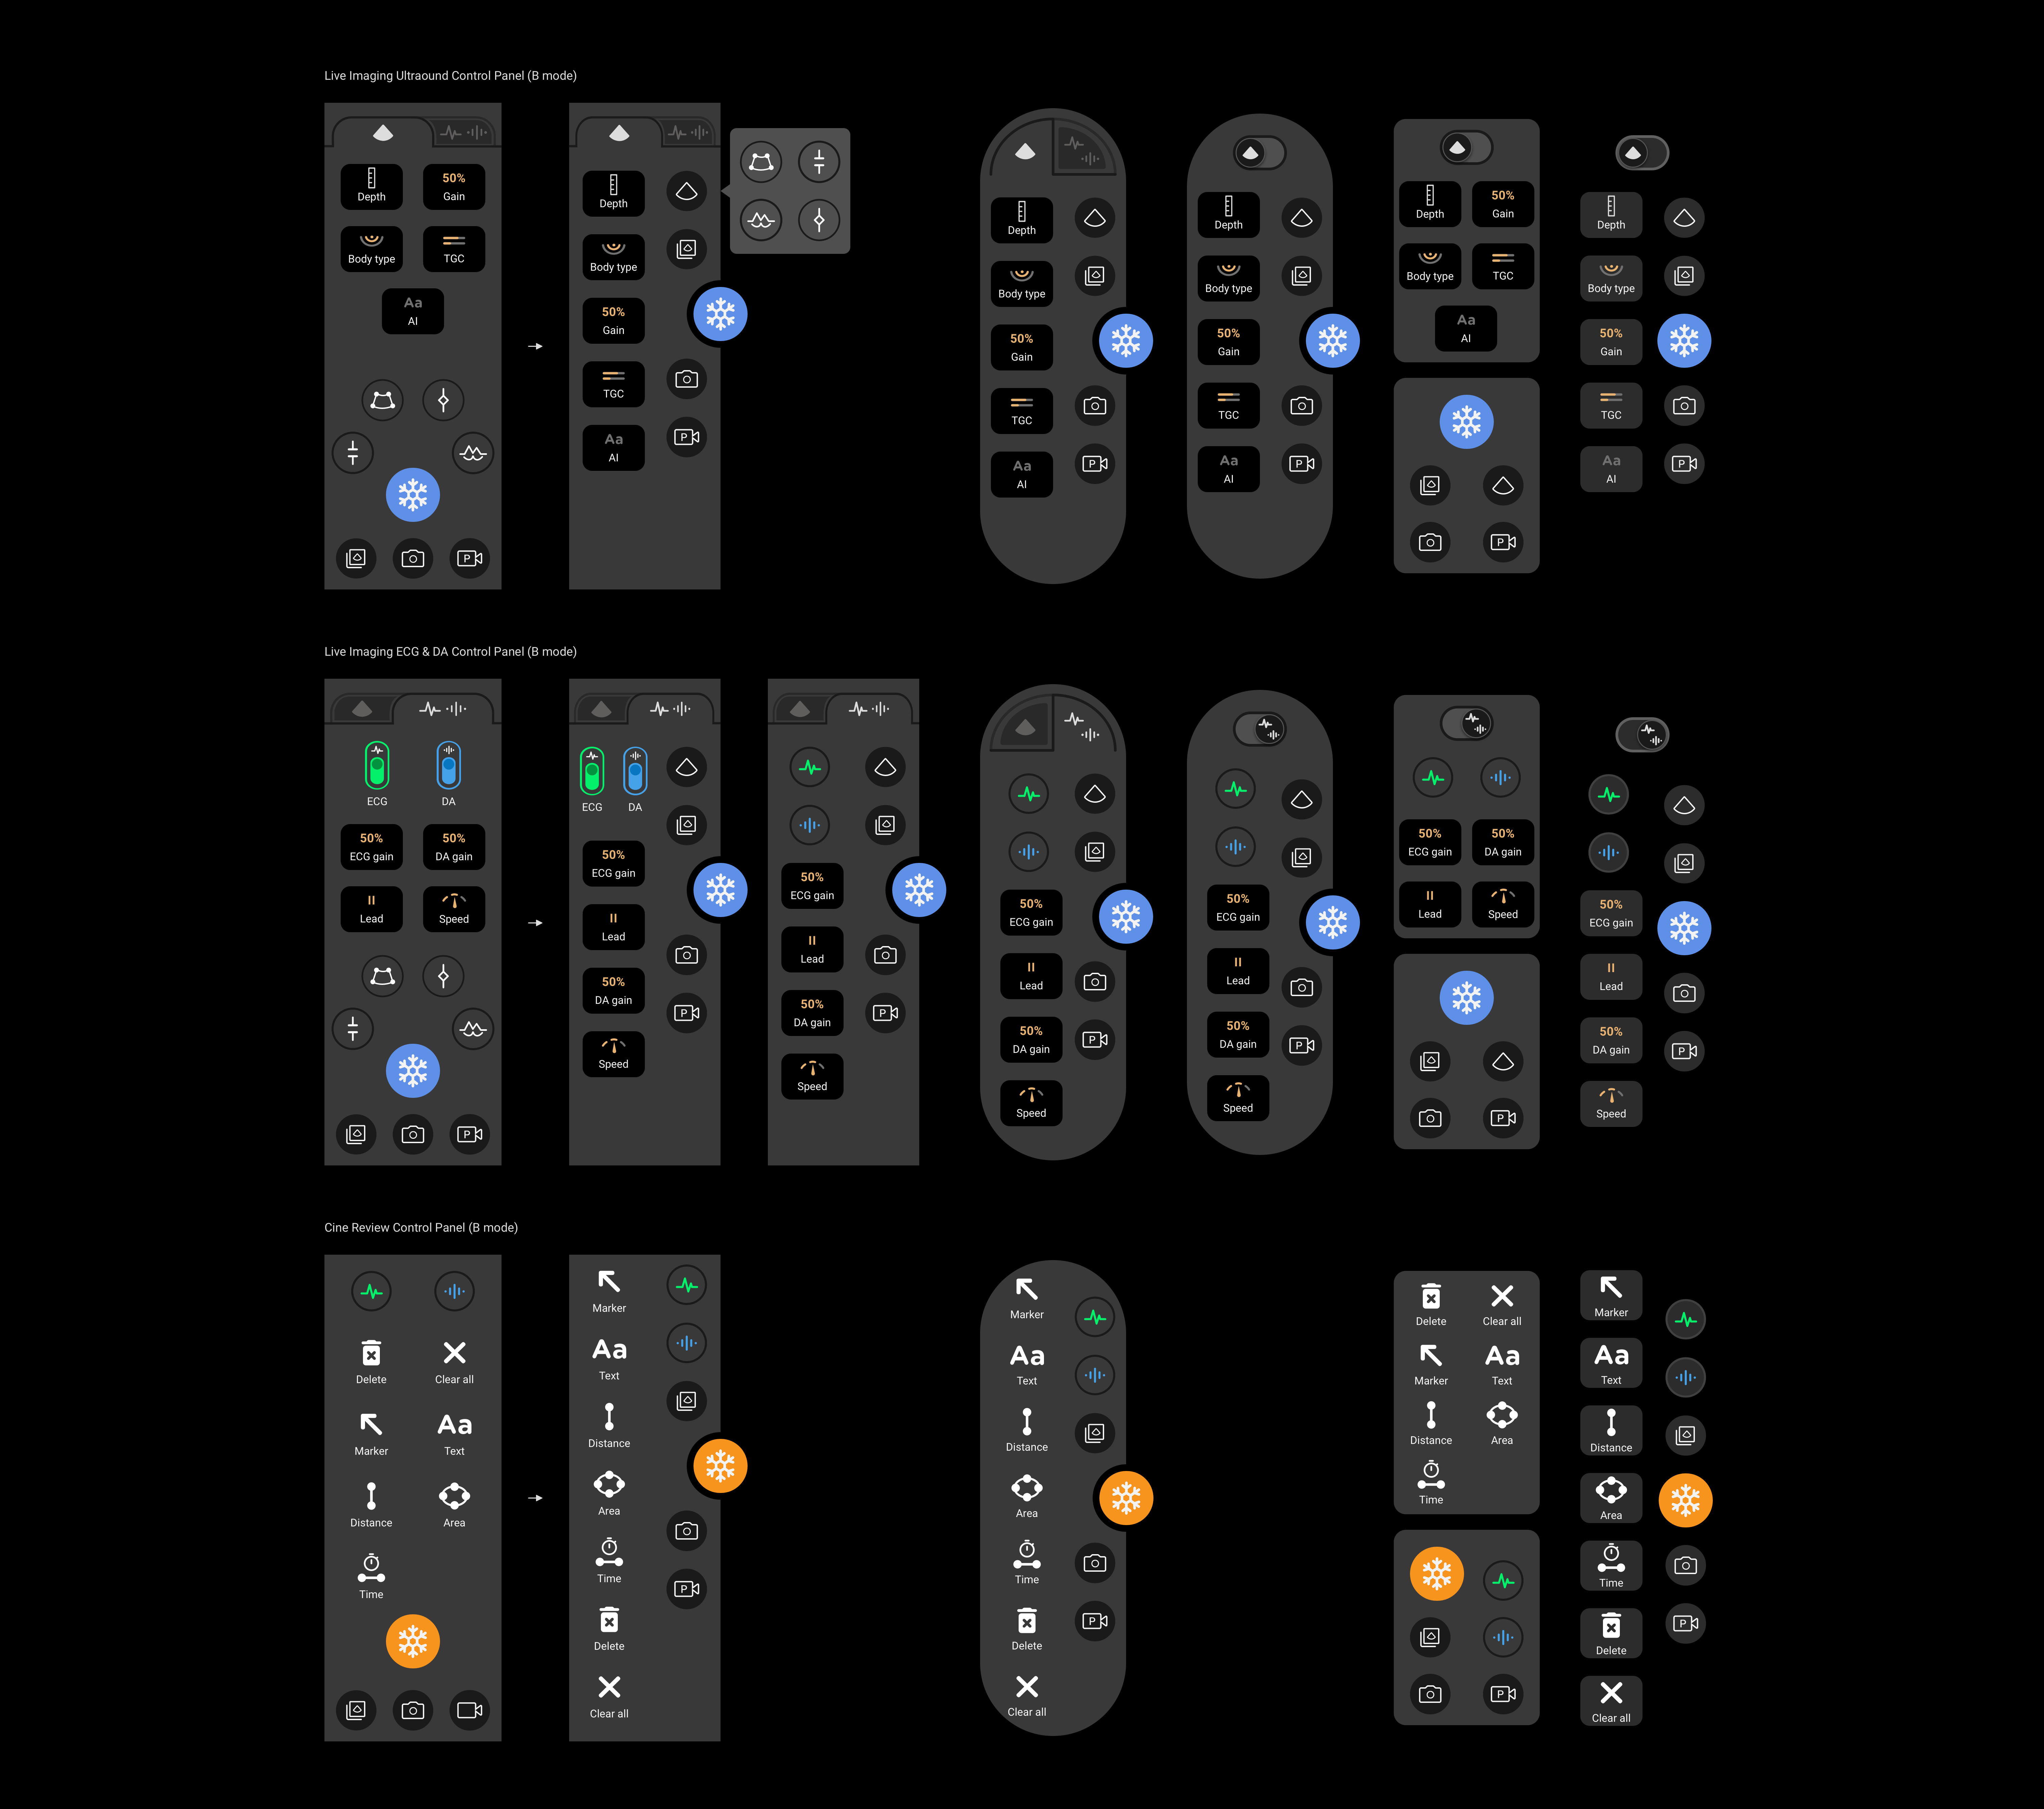 Live Imaging Ultraound Control Panel (B mode)
Depth
50%
Gain
Body type
TGC
Aa
AI
P
Depth
Body type
50%
Gain
TGC
Aa
AI
P
Depth
Body type
50%
Gain
TGC
Aa
AI
P
Depth
Body type
50%
Gain
TGC
Aa
AI
P
Depth
50%
Gain
Body type
TGC
Aa
AI
P
Depth
Body type
50%
Gain
TGC
Aa
AI
P
Live Imaging ECG & DA Control Panel (B mode)
ECG
DA
50%
ECG gain
50%
DA gain
II
Lead
Speed
P
ECG
DA
50%
ECG gain
II
Lead
50%
DA gain
Speed
P
50%
ECG gain
II
Lead
50%
DA gain
Speed
P
50%
ECG gain
II
Lead
50%
DA gain
Speed
P
50%
ECG gain
II
Lead
50%
DA gain
Speed
P
50%
ECG gain
50%
DA gain
II
Lead
Speed
P
50%
ECG gain
II
Lead
50%
DA gain
Speed
P
Cine Review Control Panel (B mode)
Delete
Clear all
Marker
Aa
Text
Distance
Area
Time
Marker
Aa
Text
Distance
Area
Time
Delete
Clear all
P
Marker
Aa
Text
Distance
Area
Time
Delete
Clear all
P
Delete
Clear all
Marker
Aa
Text
Distance
Area
Time
P
Marker
Aa
Text
Distance
Area
Time
Delete
Clear all
P